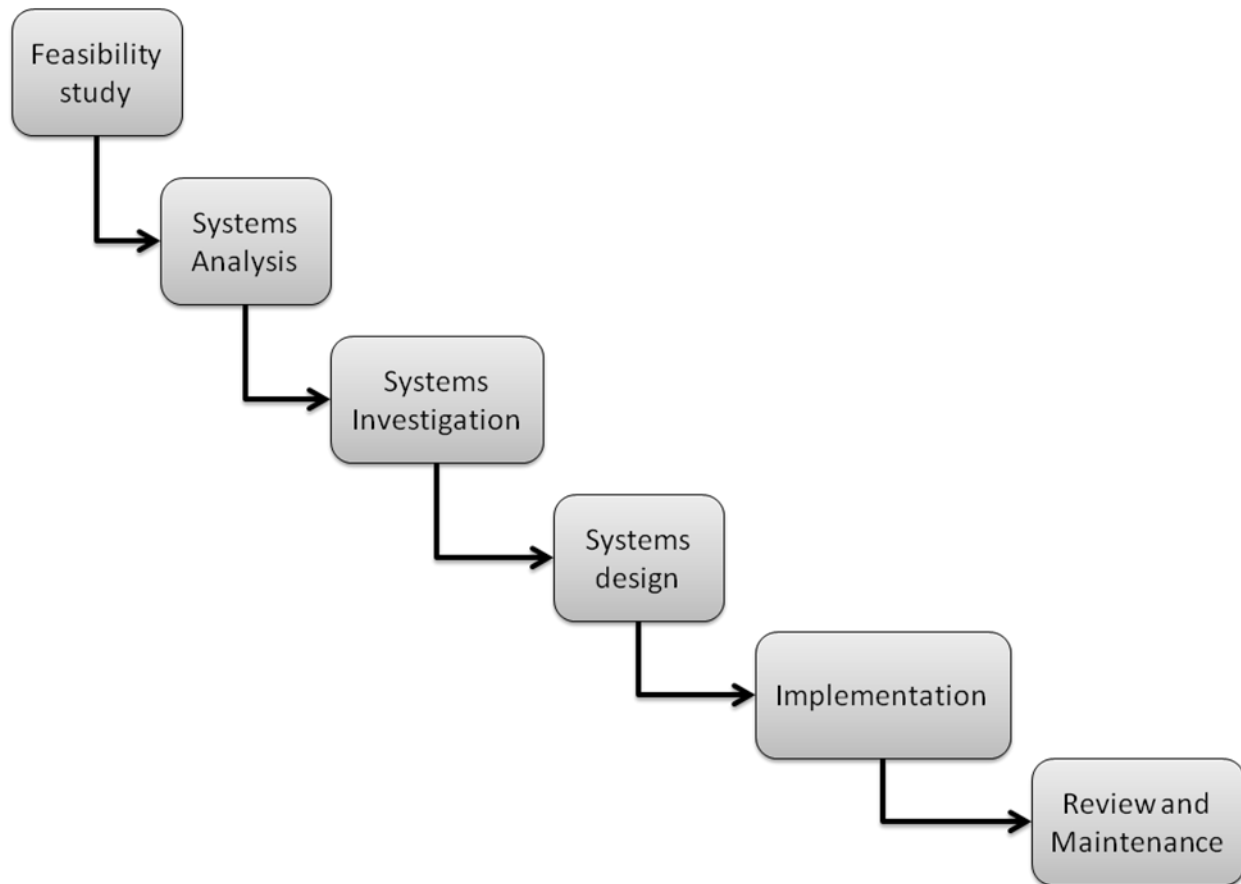 Feasibility
study
Systems
Analysis
Systems
Investigation
Systems
design
Implementation
Review and
Maintenance